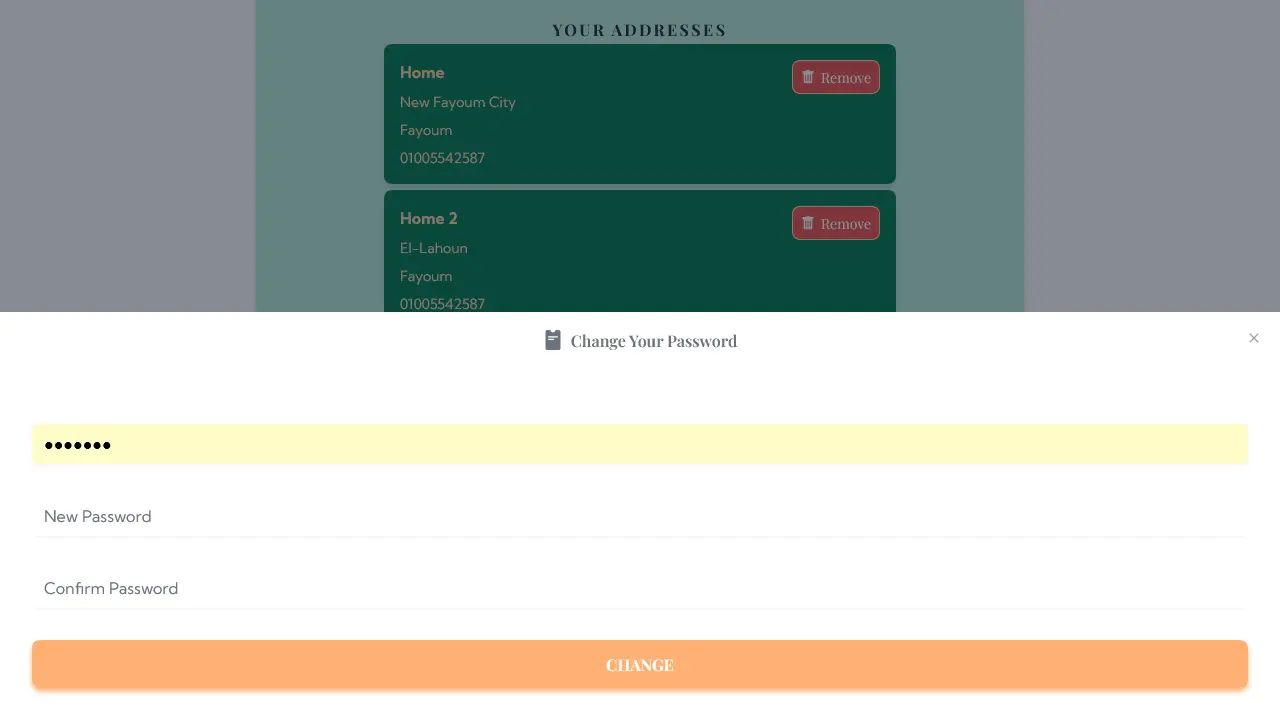 YOUR ADDRESSES
Home
Remove
New Fayoum City
Fayoum
01005542587
Home 2
Remove
El-Lahoun
Fayoum
01005542587
Change Your Password
•••••••
New Password
Confirm Password
CHANGE